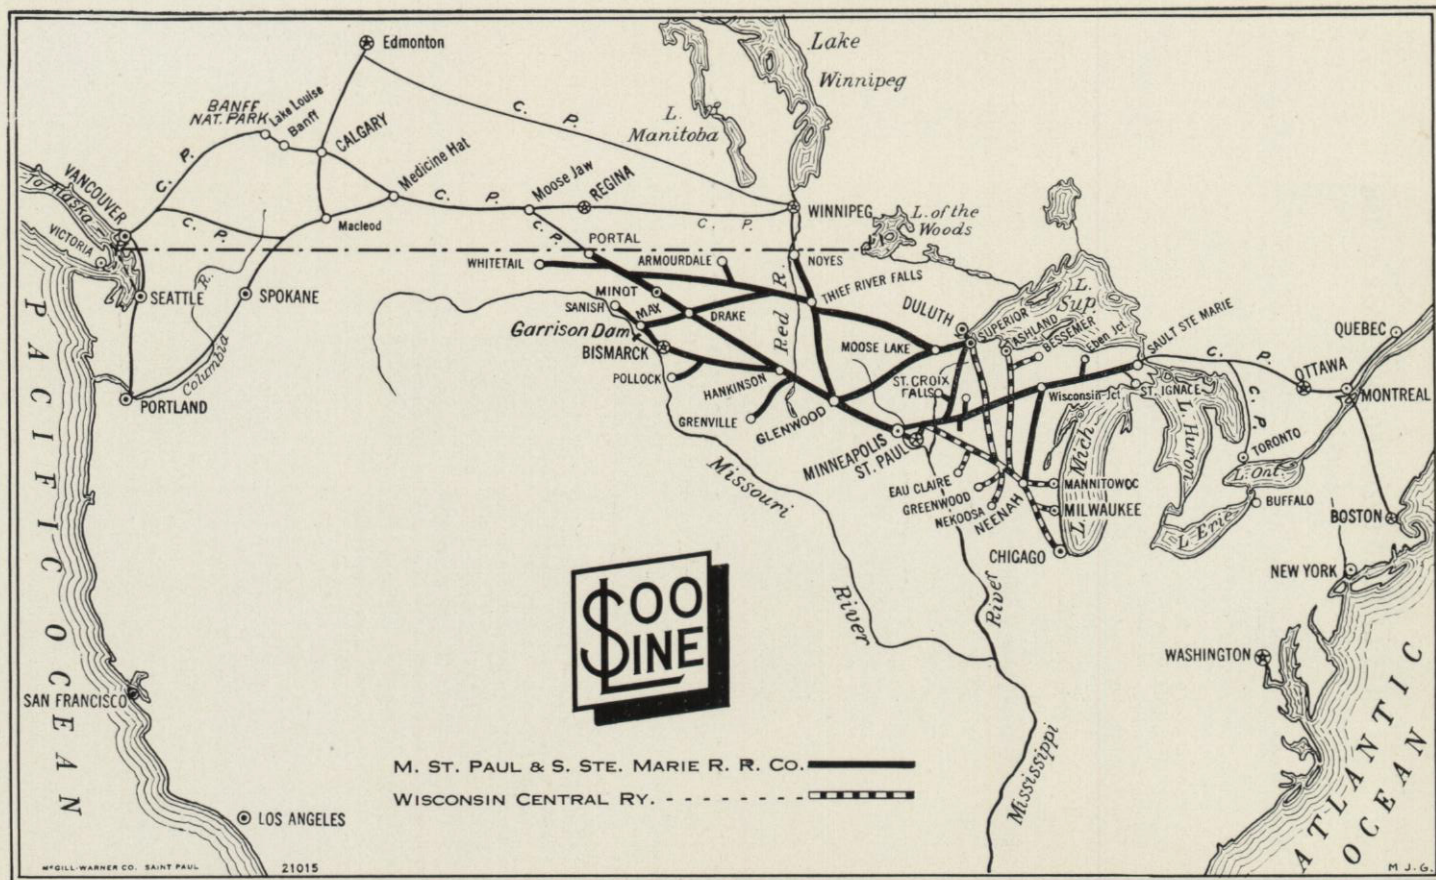 Edmonton
Lake
Winnipeg
L.
Manitoba
C. P.
BANFF
NAT. PARK
Lake Louise
Banff
CALGARY
Medicine Hat
C. P.
Moose Jaw
REGINA
C. P.
C. P.
C. P.
C. P.
To Alaska
VANCOUVER
VICTORIA
Macleod
WINNIPEG
L. of the
Woods
PORTAL
WHITETAIL
ARMOURDALE
NOYES
SEATTLE
R.
SPOKANE
Columbia
PORTLAND
MINOT
SANISH
MAX
DRAKE
Garrison Dam
BISMARCK
POLLOCK
HANKINSON
GRENVILLE
Red R.
THIEF RIVER FALLS
DULUTH
SUPERIOR
L.
Sup
ASHLAND
BESSEMER
Eben Jct
SAULT STE MARIE
MOOSE LAKE
ST. CROIX
FALLS
GLENWOOD
MINNEAPOLIS
ST. PAUL
Wisconsin Jct
ST. IGNACE
C. P.
C. P.
QUEBEC
OTTAWA
MONTREAL
TORONTO
L. Huron
L. Mich
L. Ont
L. Erie
BUFFALO
BOSTON
NEW YORK
WASHINGTON
EAU CLAIRE
GREENWOOD
NEKOOSA
NEENAH
MANNITOWOC
MILWAUKEE
CHICAGO
Missouri
River
River
Mississippi
PACIFIC OCEAN
SAN FRANCISCO
LOS ANGELES
SOO
LINE
M. ST. PAUL & S. STE. MARIE R. R. CO.
WISCONSIN CENTRAL RY.
ATLANTIC
OCEAN
McGILL-WARNER CO. SAINT PAUL
21015
M J.G.